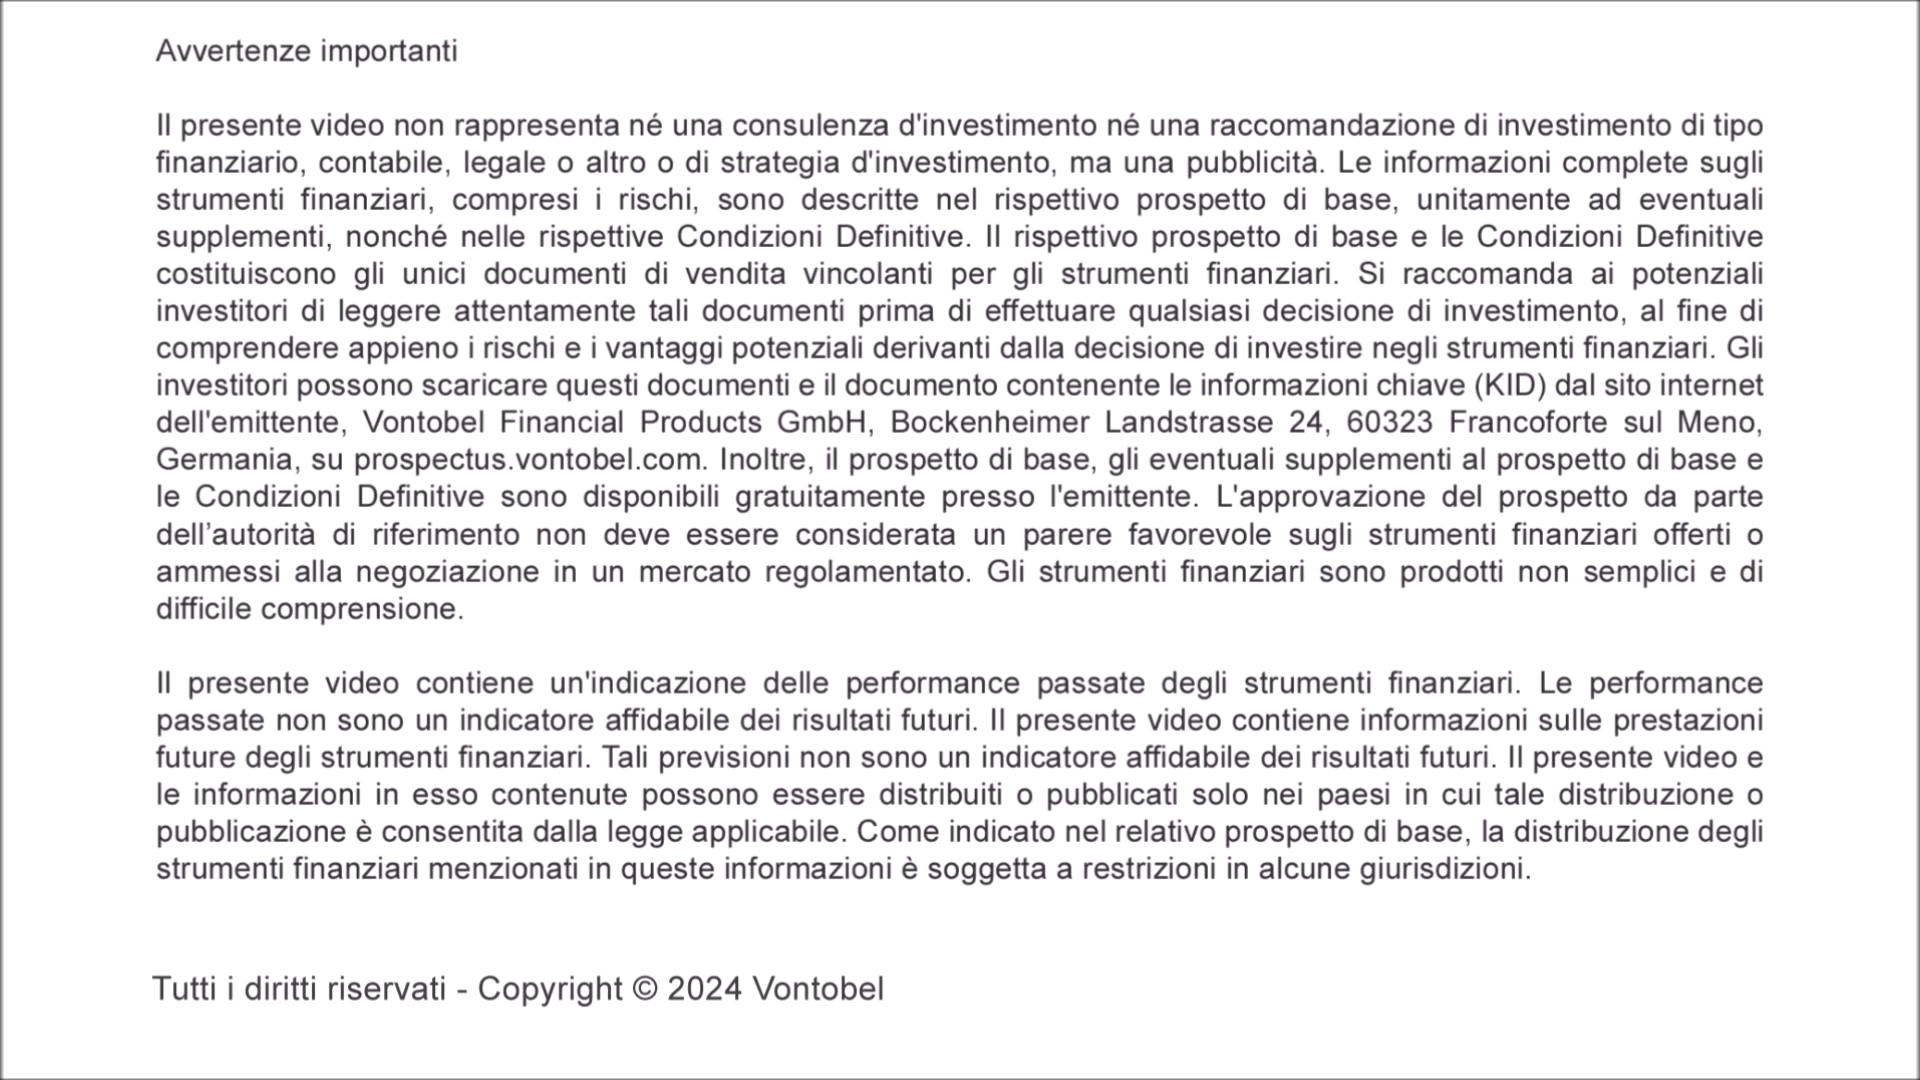 Avvertenze importanti
Il presente video non rappresenta né una consulenza d'investimento né una raccomandazione di investimento di tipo
finanziario, contabile, legale o altro o di strategia d'investimento, ma una pubblicità. Le informazioni complete sugli
strumenti finanziari, compresi i rischi, sono descritte nel rispettivo prospetto di base, unitamente ad eventuali
supplementi, nonché nelle rispettive Condizioni Definitive. Il rispettivo prospetto di base e le Condizioni Definitive
costituiscono gli unici documenti di vendita vincolanti per gli strumenti finanziari. Si raccomanda ai potenziali
investitori di leggere attentamente tali documenti prima di effettuare qualsiasi decisione di investimento, al fine di
comprendere appieno i rischi e i vantaggi potenziali derivanti dalla decisione di investire negli strumenti finanziari. Gli
investitori possono scaricare questi documenti e il documento contenente le informazioni chiave (KID) dal sito internet
dell'emittente, Vontobel Financial Products GmbH, Bockenheimer Landstrasse 24, 60323 Francoforte sul Meno,
Germania, su prospectus.vontobel.com. Inoltre, il prospetto di base, gli eventuali supplementi al prospetto di base e
le Condizioni Definitive sono disponibili gratuitamente presso l'emittente. L'approvazione del prospetto da parte
dell’autorità di riferimento non deve essere considerata un parere favorevole sugli strumenti finanziari offerti o
ammessi alla negoziazione in un mercato regolamentato. Gli strumenti finanziari sono prodotti non semplici e di
difficile comprensione.
Il presente video contiene un'indicazione delle performance passate degli strumenti finanziari. Le performance
passate non sono un indicatore affidabile dei risultati futuri. Il presente video contiene informazioni sulle prestazioni
future degli strumenti finanziari. Tali previsioni non sono un indicatore affidabile dei risultati futuri. Il presente video e
le informazioni in esso contenute possono essere distribuiti o pubblicati solo nei paesi in cui tale distribuzione o
pubblicazione è consentita dalla legge applicabile. Come indicato nel relativo prospetto di base, la distribuzione degli
strumenti finanziari menzionati in queste informazioni è soggetta a restrizioni in alcune giurisdizioni.
Tutti i diritti riservati - Copyright © 2024 Vontobel